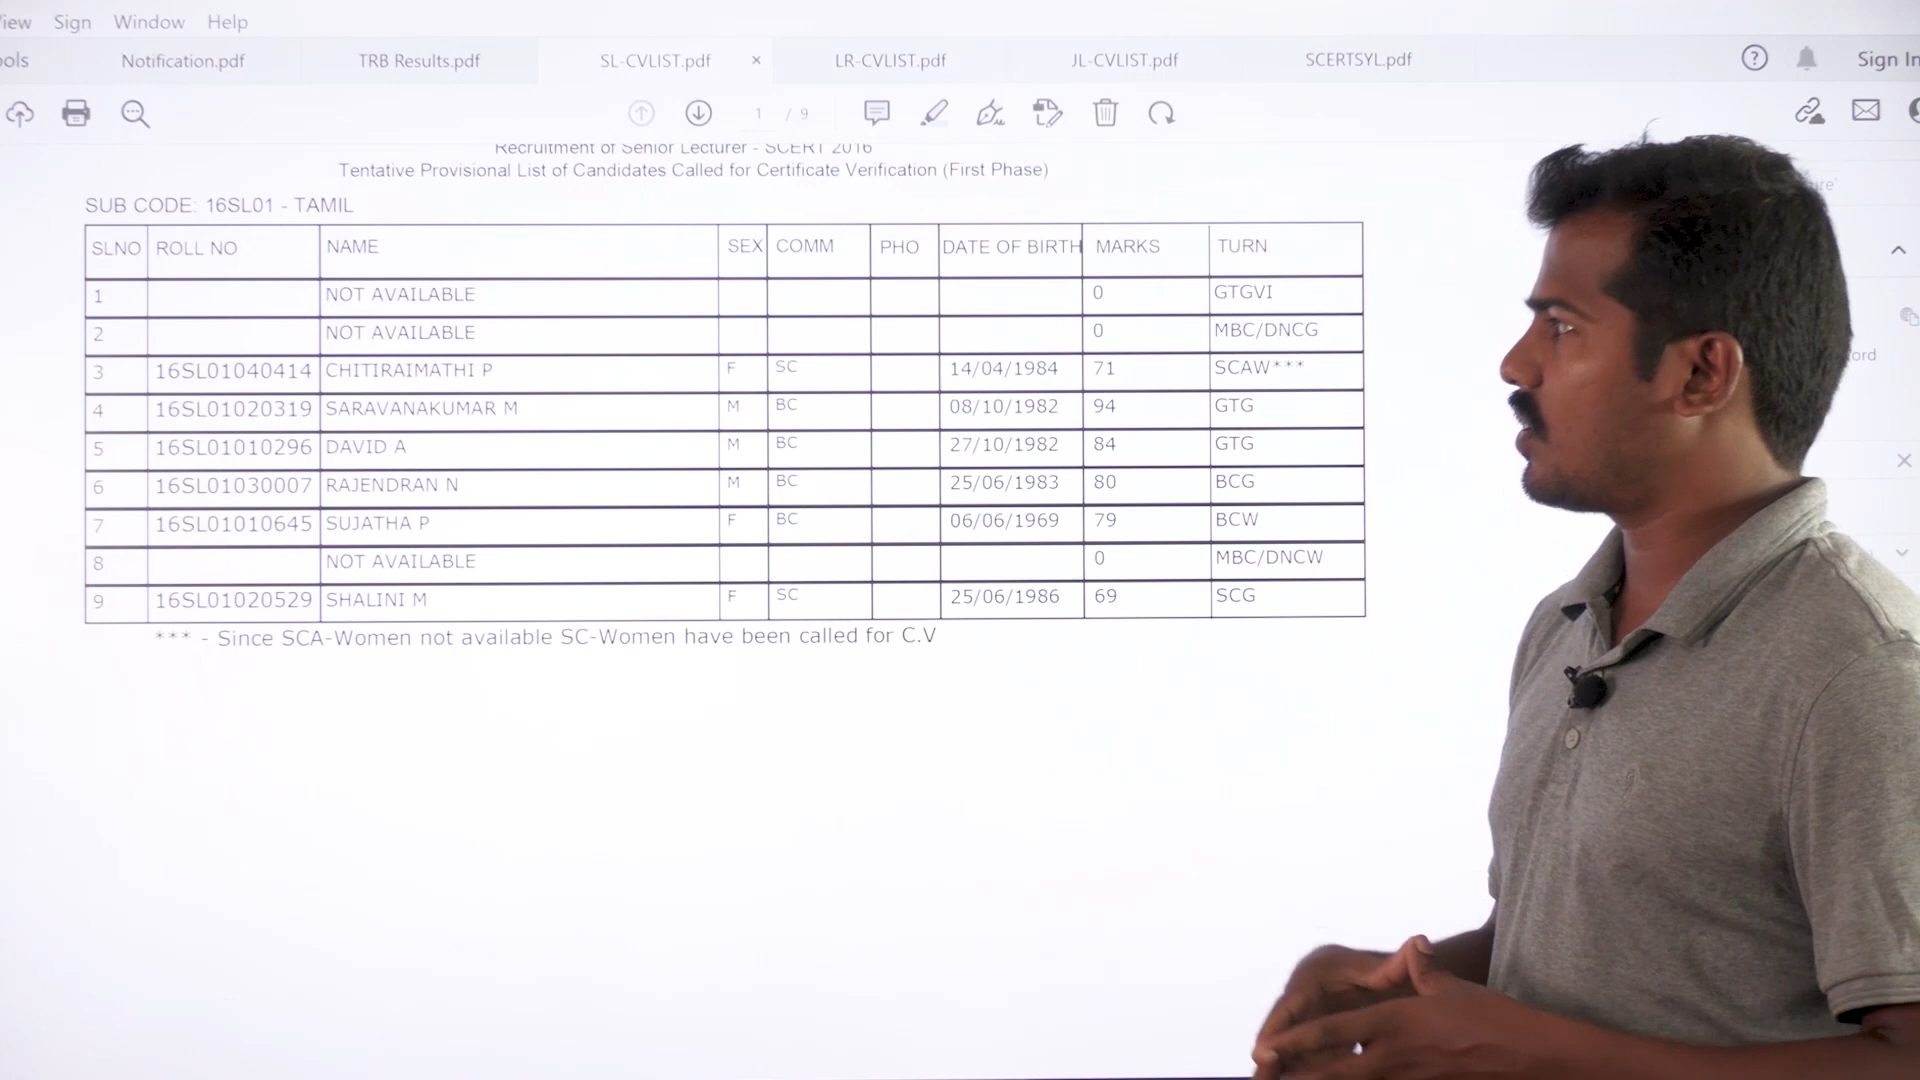 View Sign Window Help
ools Notification.pdf TRB Results.pdf SL-CVLIST.pdf × LR-CVLIST.pdf JL-CVLIST.pdf SCERTSYL.pdf Sign In
1 / 9
Recruitment of Senior Lecturer - SCERT 2016
Tentative Provisional List of Candidates Called for Certificate Verification (First Phase)
SUB CODE: 16SL01 - TAMIL
SLNO ROLL NO NAME SEX COMM PHO DATE OF BIRTH MARKS TURN
1 NOT AVAILABLE 0 GTGVI
2 NOT AVAILABLE 0 MBC/DNCG
3 16SL01040414 CHITIRAIMATHI P F SC 14/04/1984 71 SCAW***
4 16SL01020319 SARAVANAKUMAR M M BC 08/10/1982 94 GTG
5 16SL01010296 DAVID A M BC 27/10/1982 84 GTG
6 16SL01030007 RAJENDRAN N M BC 25/06/1983 80 BCG
7 16SL01010645 SUJATHA P F BC 06/06/1969 79 BCW
8 NOT AVAILABLE 0 MBC/DNCW
9 16SL01020529 SHALINI M F SC 25/06/1986 69 SCG
*** - Since SCA-Women not available SC-Women have been called for C.V